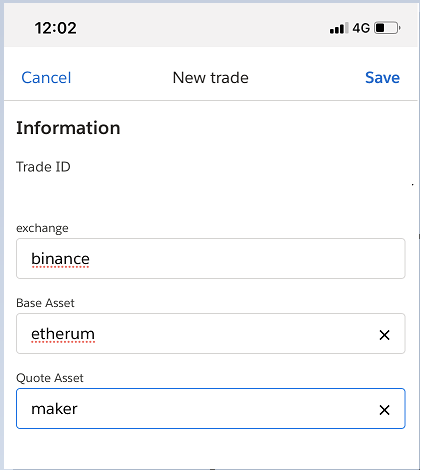 12:02
4G
Cancel New trade Save
Information
Trade ID
exchange
binance
Base Asset
etherum
Quote Asset
maker